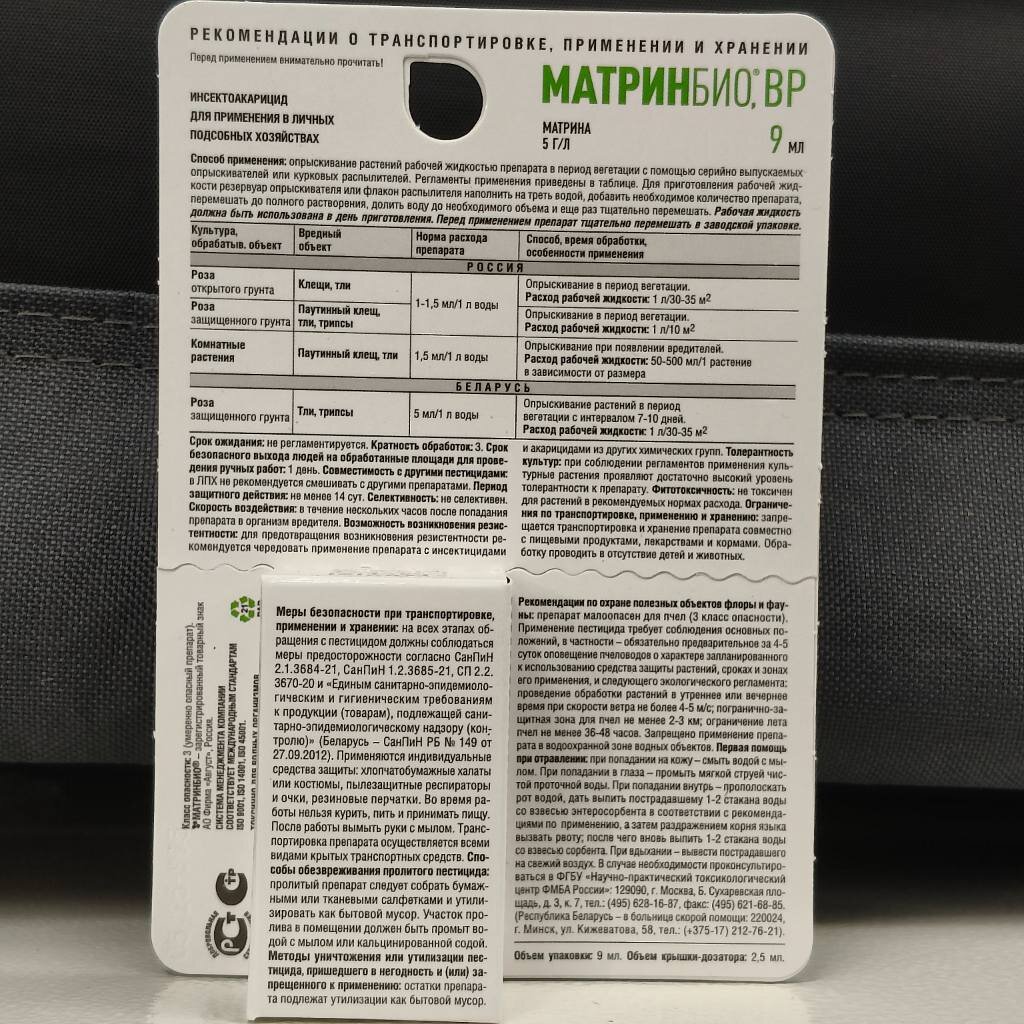 РЕКОМЕНДАЦИИ О ТРАНСПОРТИРОВКЕ, ПРИМЕНЕНИИ И ХРАНЕНИИ
Перед применением внимательно прочитать!
МАТРИНБИО®, ВР
ИНСЕКТОАКАРИЦИД
ДЛЯ ПРИМЕНЕНИЯ В ЛИЧНЫХ
ПОДСОБНЫХ ХОЗЯЙСТВАХ
МАТРИНА
5 Г/Л
9 МЛ
Способ применения: опрыскивание растений рабочей жидкостью препарата в период вегетации с помощью серийно выпускаемых
опрыскивателей или курковых распылителей. Регламенты применения приведены в таблице. Для приготовления рабочей жид-
кости резервуар опрыскивателя или флакон распылителя наполнить на треть водой, добавить необходимое количество препарата,
перемешать до полного растворения, долить воду до необходимого объема и еще раз тщательно перемешать. Рабочая жидкость
должна быть использована в день приготовления. Перед применением препарат тщательно перемешать в заводской упаковке.
Культура, обрабатыв. объект
Вредный объект
Норма расхода препарата
Способ, время обработки, особенности применения
РОССИЯ
Роза открытого грунта
Клещи, тли
1-1,5 мл/1 л воды
Опрыскивание в период вегетации.
Расход рабочей жидкости: 1 л/30-35 м2
Роза защищенного грунта
Паутинный клещ, тли, трипсы
Опрыскивание в период вегетации.
Расход рабочей жидкости: 1 л/10 м2
Комнатные растения
Паутинный клещ, тли
1,5 мл/1 л воды
Опрыскивание при появлении вредителей.
Расход рабочей жидкости: 50-500 мл/1 растение
в зависимости от размера
БЕЛАРУСЬ
Роза защищенного грунта
Тли, трипсы
5 мл/1 л воды
Опрыскивание растений в период
вегетации с интервалом 7-10 дней.
Расход рабочей жидкости: 1 л/30-35 м2
Срок ожидания: не регламентируется. Кратность обработок: 3. Срок
безопасного выхода людей на обработанные площади для прове-
дения ручных работ: 1 день. Совместимость с другими пестицидами:
в ЛПХ не рекомендуется смешивать с другими препаратами. Период
защитного действия: не менее 14 сут. Селективность: не селективен.
Скорость воздействия: в течение нескольких часов после попадания
препарата в организм вредителя. Возможность возникновения резис-
тентности: для предотвращения возникновения резистентности ре-
комендуется чередовать применение препарата с инсектицидами
и акарицидами из других химических групп. Толерантность
культур: при соблюдении регламентов применения куль-
турные растения проявляют достаточно высокий уровень
толерантности к препарату. Фитотоксичность: не токсичен
для растений в рекомендуемых нормах расхода. Ограниче-
ния по транспортировке, применению и хранению: запре-
щается транспортировка и хранение препарата совместно
с пищевыми продуктами, лекарствами и кормами. Обра-
ботку проводить в отсутствие детей и животных.
Класс опасности: 3 (умеренно опасный препарат).
МАТРИНБИО® – зарегистрированный товарный знак
АО Фирма «Август», Россия.
СИСТЕМА МЕНЕДЖМЕНТА КОМПАНИИ
СООТВЕТСТВУЕТ МЕЖДУНАРОДНЫМ СТАНДАРТАМ
ISO 9001, ISO 14001, ISO 45001.
21
Меры безопасности при транспортировке,
применении и хранении: на всех этапах об-
ращения с пестицидом должны соблюдаться
меры предосторожности согласно СанПиН
2.1.3684-21, СанПиН 1.2.3685-21, СП 2.2.
3670-20 и «Единым санитарно-эпидемиоло-
гическим и гигиеническим требованиям
к продукции (товарам), подлежащей сани-
тарно-эпидемиологическому надзору (кон-
тролю)» (Беларусь – СанПиН РБ № 149 от
27.09.2012). Применяются индивидуальные
средства защиты: хлопчатобумажные халаты
или костюмы, пылезащитные респираторы
и очки, резиновые перчатки. Во время ра-
боты нельзя курить, пить и принимать пищу.
После работы вымыть руки с мылом. Транс-
портировка препарата осуществляется всеми
видами крытых транспортных средств. Спо-
собы обезвреживания пролитого пестицида:
пролитый препарат следует собрать бумаж-
ными или тканевыми салфетками и утили-
зировать как бытовой мусор. Участок про-
лива в помещении должен быть промыт во-
дой с мылом или кальцинированной содой.
Методы уничтожения или утилизации пес-
тицида, пришедшего в негодность и (или) за-
прещенного к применению: остатки препара-
та подлежат утилизации как бытовой мусор.
Рекомендации по охране полезных объектов флоры и фау-
ны: препарат малоопасен для пчел (3 класс опасности).
Применение пестицида требует соблюдения основных по-
ложений, в частности – обязательно предварительное за 4-5
суток оповещение пчеловодов о характере запланированного
к использованию средства защиты растений, сроках и зонах
его применения, и следующего экологического регламента:
проведение обработки растений в утреннее или вечернее
время при скорости ветра не более 4-5 м/с; погранично-за-
щитная зона для пчел не менее 2-3 км; ограничение лета
пчел не менее 36-48 часов. Запрещено применение препа-
рата в водоохранной зоне водных объектов. Первая помощь
при отравлении: при попадании на кожу – смыть водой с мы-
лом. При попадании в глаза – промыть мягкой струей чис-
той проточной воды. При попадании внутрь – прополоскать
рот водой, дать выпить пострадавшему 1-2 стакана воды
со взвесью энтеросорбента в соответствии с рекоменда-
циями по применению, а затем раздражением корня языка
вызвать рвоту; после чего вновь выпить 1-2 стакана воды
со взвесью сорбента. При вдыхании – вывести пострадавшего
на свежий воздух. В случае необходимости проконсультиро-
ваться в ФГБУ «Научно-практический токсикологический
центр ФМБА России»: 129090, г. Москва, Б. Сухаревская пло-
щадь, д. 3, к. 7, тел.: (495) 628-16-87, факс: (495) 621-68-85.
(Республика Беларусь – в больнице скорой помощи: 220024,
г. Минск, ул. Кижеватова, 58, тел.: (+375-17) 212-76-21).
Объем упаковки: 9 мл. Объем крышки-дозатора: 2,5 мл.